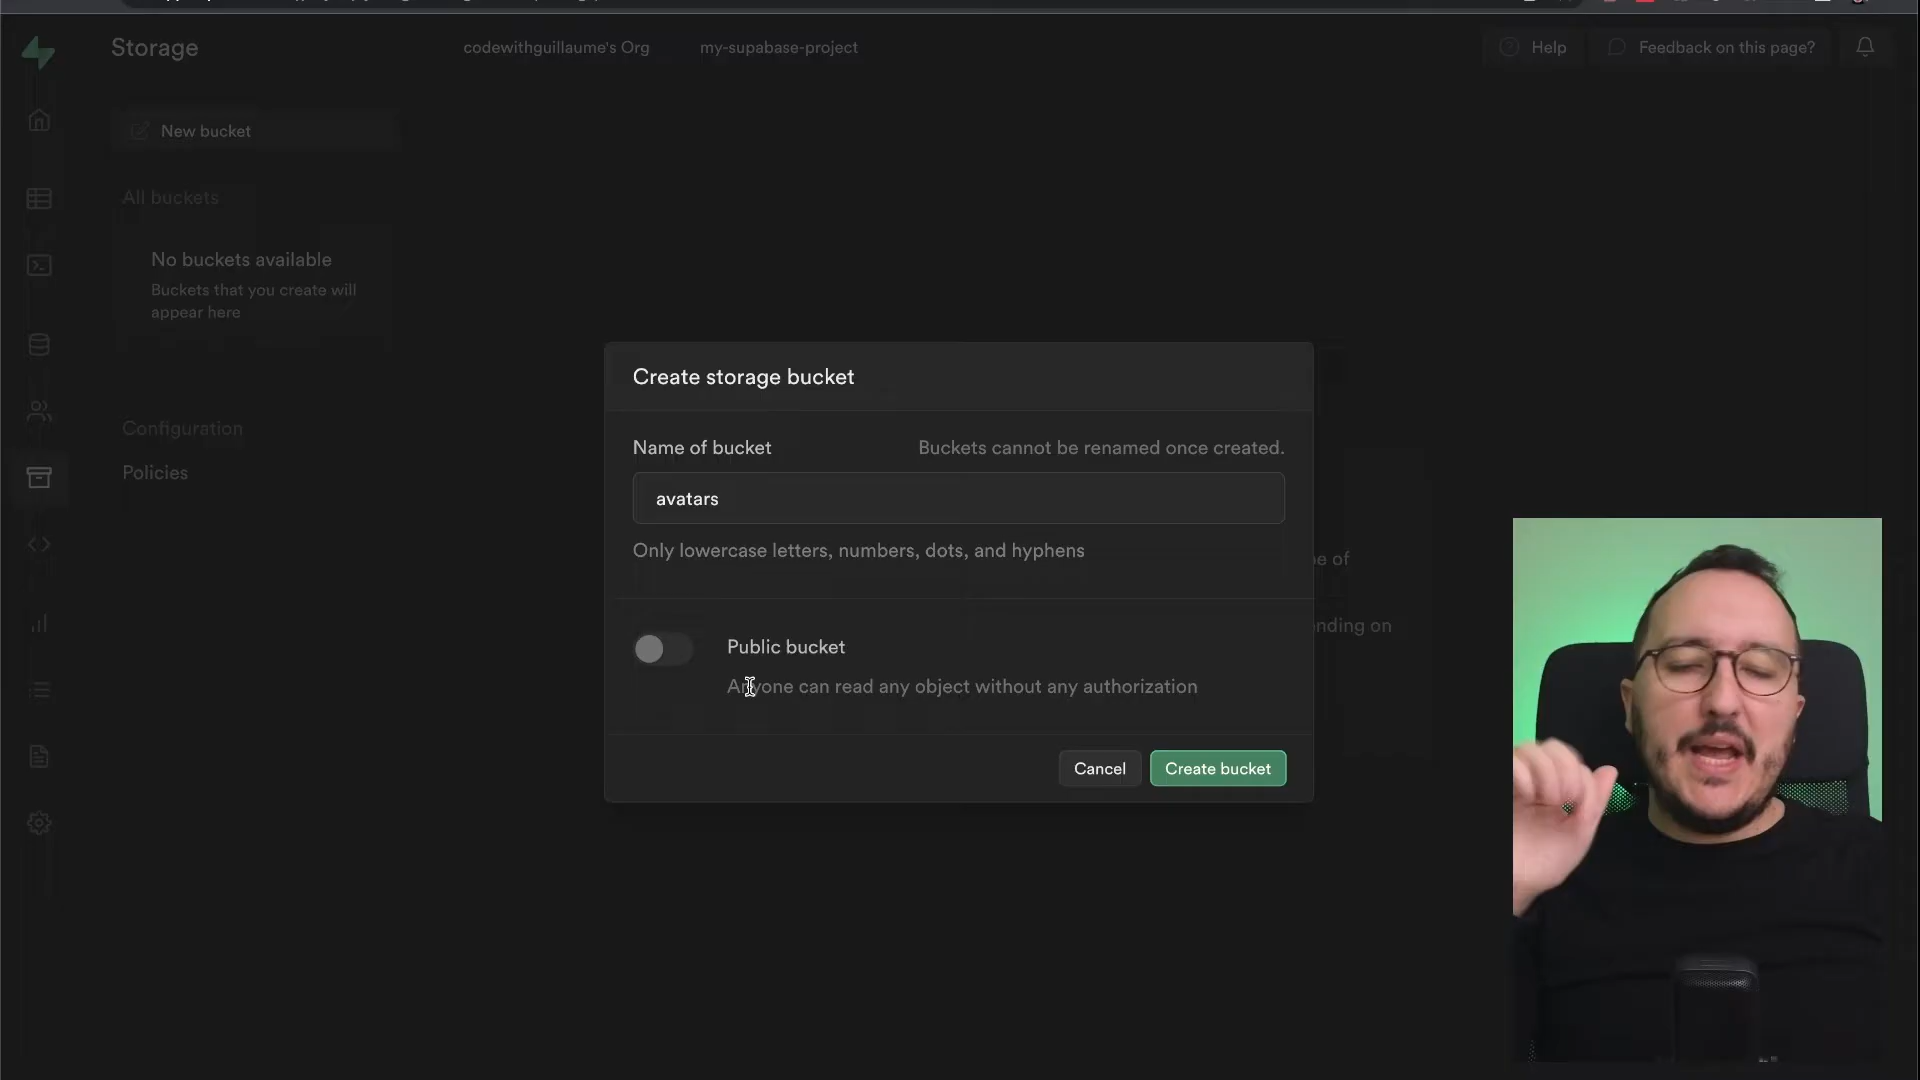 Storage
codewithguillaume's Org
my-supabase-project
Help
Feedback on this page?
New bucket
All buckets
No buckets available
Buckets that you create will
appear here
Configuration
Policies
Create storage bucket
Name of bucket
Buckets cannot be renamed once created.
avatars
Only lowercase letters, numbers, dots, and hyphens
Public bucket
Anyone can read any object without any authorization
Cancel
Create bucket
of
on